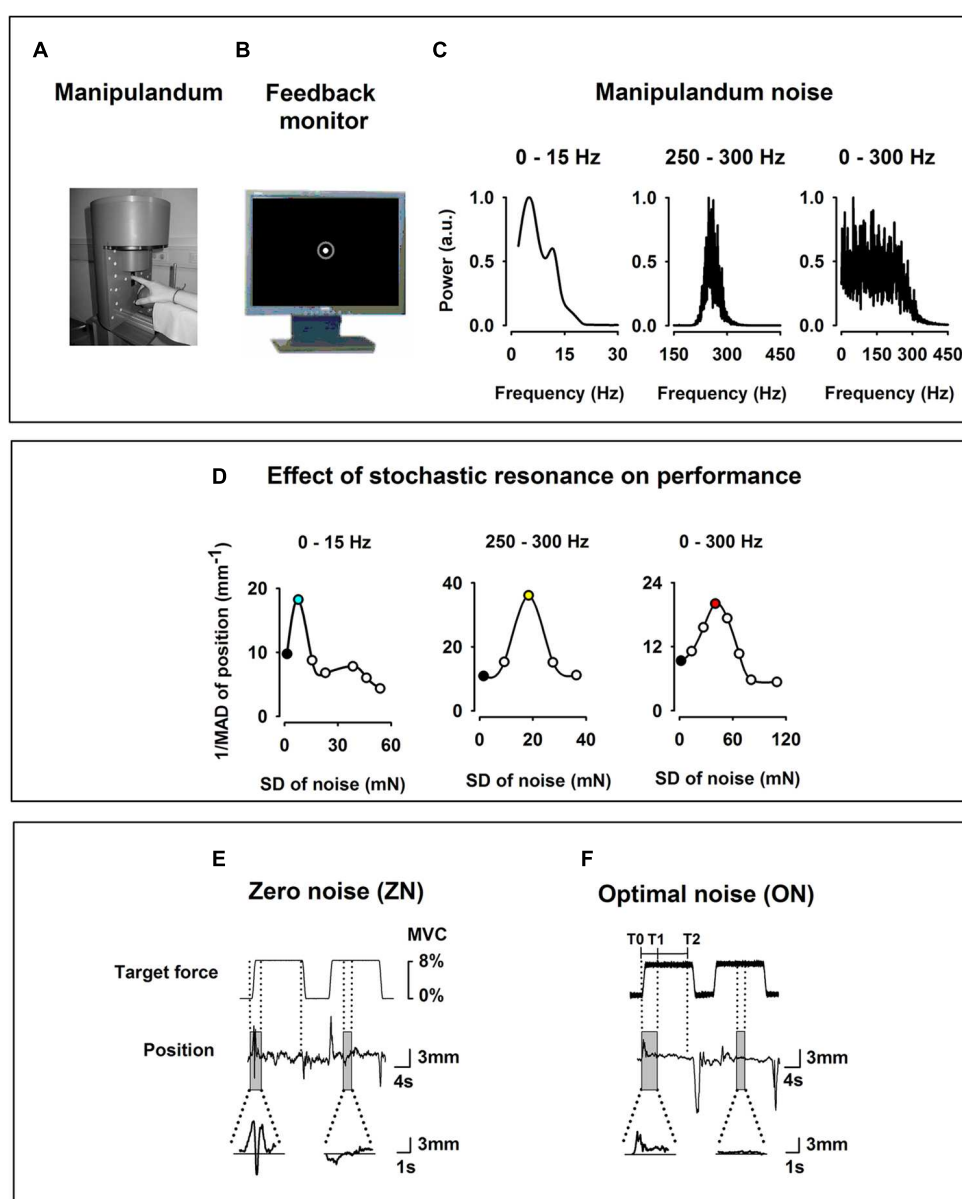 A
B
C
Manipulandum
Feedback
monitor
Manipulandum noise
0 - 15 Hz
250 - 300 Hz
0 - 300 Hz
Power (a.u.)
1.0
0.5
0.0
0 15 30
Frequency (Hz)
1.0
0.5
0.0
150 300 450
Frequency (Hz)
1.0
0.5
0.0
0 150 300 450
Frequency (Hz)
D
Effect of stochastic resonance on performance
0 - 15 Hz
250 - 300 Hz
0 - 300 Hz
1/MAD of position (mm-1)
20
10
0
0 30 60
SD of noise (mN)
40
20
0
0 20 40
SD of noise (mN)
24
12
0
0 60 120
SD of noise (mN)
E
Zero noise (ZN)
MVC
Target force
8%
0%
Position
3mm
4s
3mm
1s
F
Optimal noise (ON)
T0 T1 T2
3mm
4s
3mm
1s